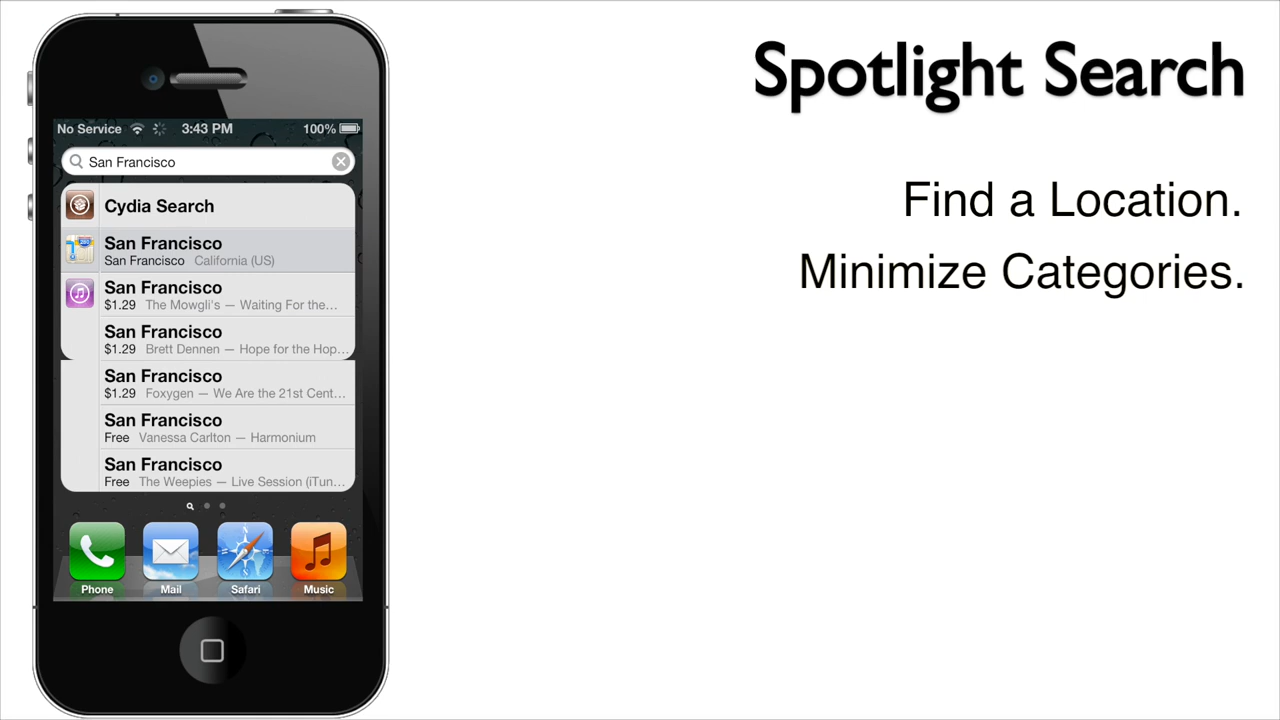 Spotlight Search
Find a Location.
Minimize Categories.
No Service 3:43 PM 100%
San Francisco
Cydia Search
San Francisco
San Francisco California (US)
San Francisco
$1.29 The Mowgli's — Waiting For the...
San Francisco
$1.29 Brett Dennen — Hope for the Hop...
San Francisco
$1.29 Foxygen — We Are the 21st Cent...
San Francisco
Free Vanessa Carlton — Harmonium
San Francisco
Free The Weepies — Live Session (iTun...
Phone Mail Safari Music